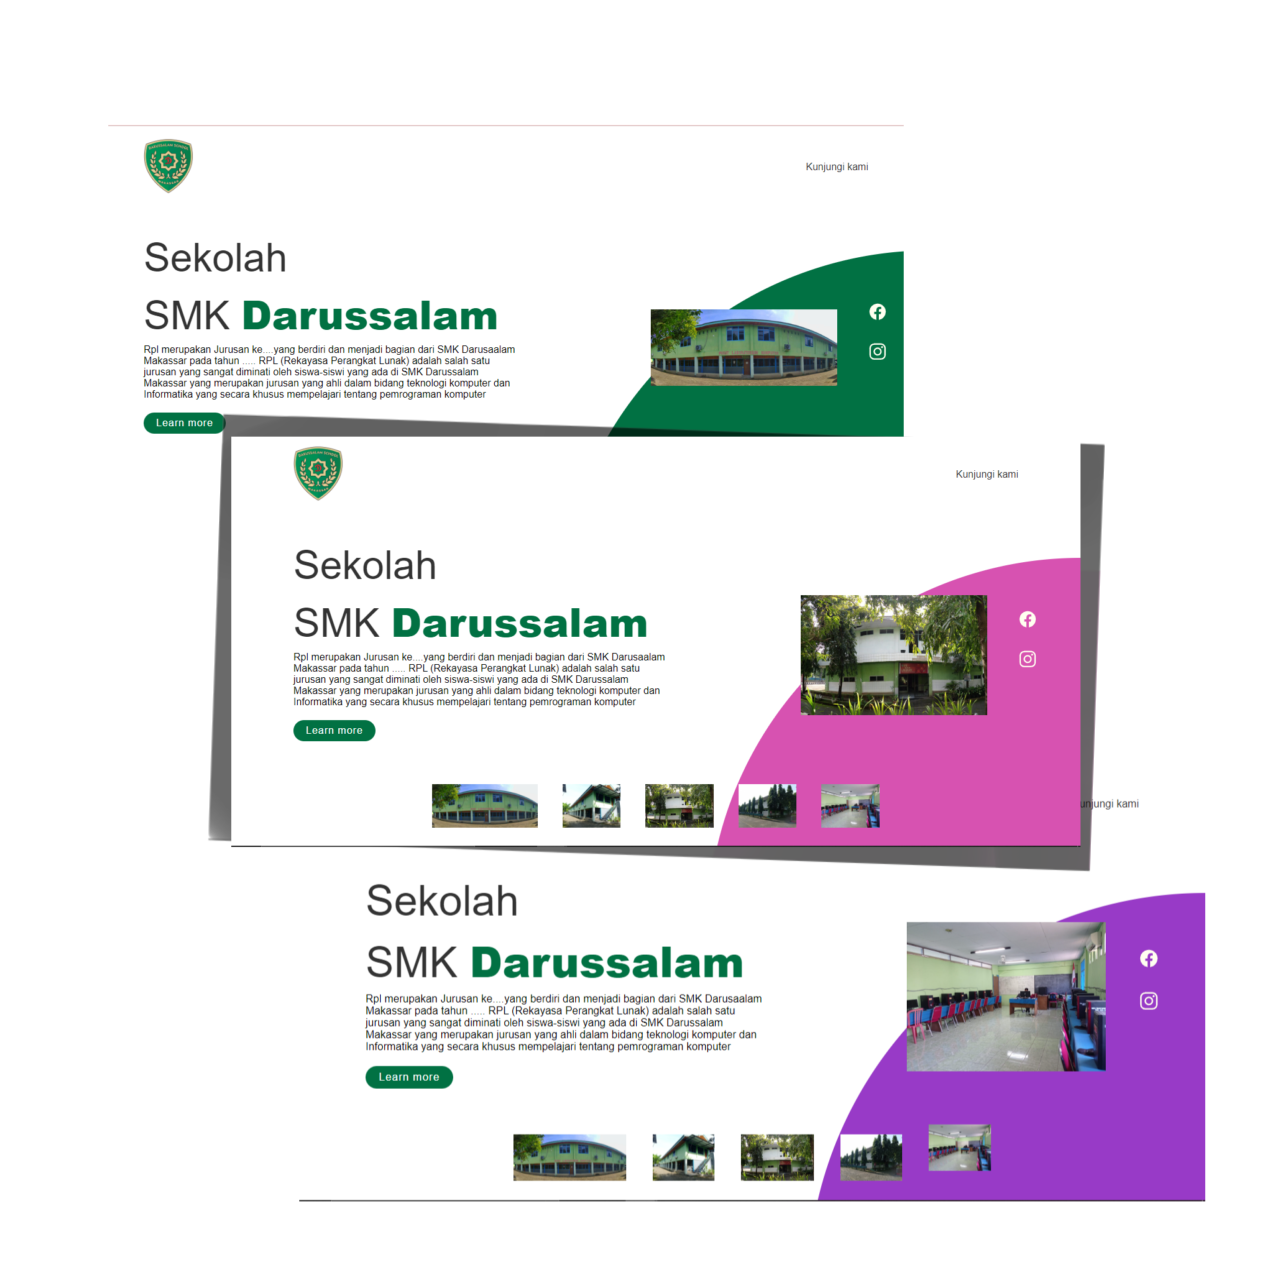 Kunjungi kami
Sekolah
SMK Darussalam
Rpl merupakan Jurusan ke....yang berdiri dan menjadi bagian dari SMK Darusaalam
Makassar pada tahun ..... RPL (Rekayasa Perangkat Lunak) adalah salah satu
jurusan yang sangat diminati oleh siswa-siswi yang ada di SMK Darussalam
Makassar yang merupakan jurusan yang ahli dalam bidang teknologi komputer dan
Informatika yang secara khusus mempelajari tentang pemrograman komputer
Learn more
Kunjungi kami
Sekolah
SMK Darussalam
Rpl merupakan Jurusan ke....yang berdiri dan menjadi bagian dari SMK Darusaalam
Makassar pada tahun ..... RPL (Rekayasa Perangkat Lunak) adalah salah satu
jurusan yang sangat diminati oleh siswa-siswi yang ada di SMK Darussalam
Makassar yang merupakan jurusan yang ahli dalam bidang teknologi komputer dan
Informatika yang secara khusus mempelajari tentang pemrograman komputer
Learn more
unjungi kami
Sekolah
SMK Darussalam
Rpl merupakan Jurusan ke....yang berdiri dan menjadi bagian dari SMK Darusaalam
Makassar pada tahun ..... RPL (Rekayasa Perangkat Lunak) adalah salah satu
jurusan yang sangat diminati oleh siswa-siswi yang ada di SMK Darussalam
Makassar yang merupakan jurusan yang ahli dalam bidang teknologi komputer dan
Informatika yang secara khusus mempelajari tentang pemrograman komputer
Learn more